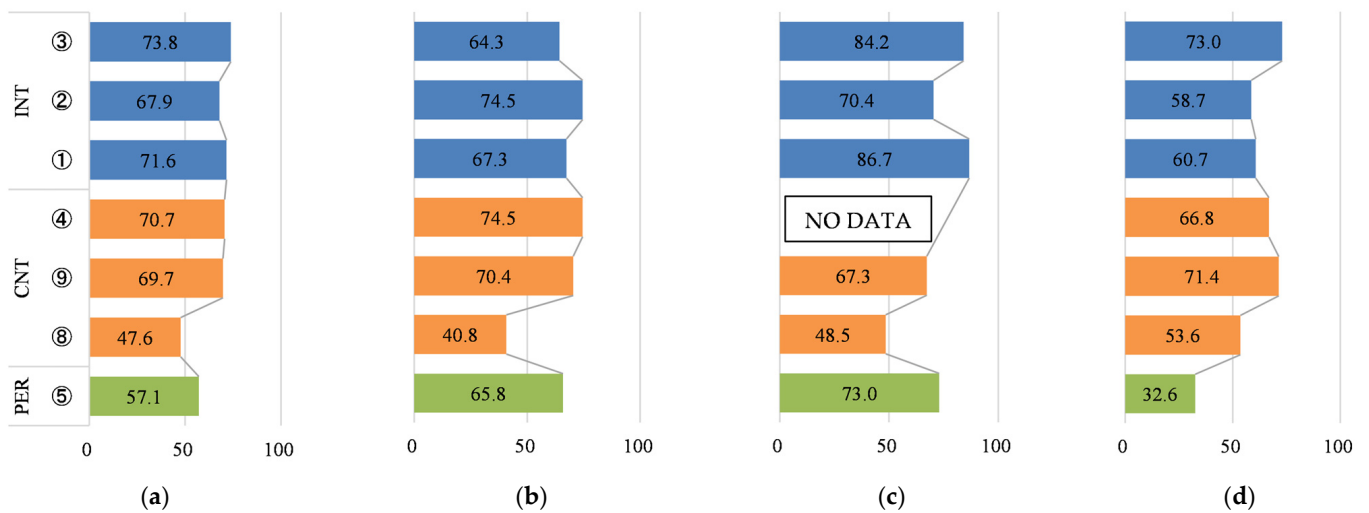 INT ③ 73.8 64.3 84.2 73.0
② 67.9 74.5 70.4 58.7
① 71.6 67.3 86.7 60.7
CNT ④ 70.7 74.5 NO DATA 66.8
⑨ 69.7 70.4 67.3 71.4
⑧ 47.6 40.8 48.5 53.6
PER ⑤ 57.1 65.8 73.0 32.6
0 50 100 0 50 100 0 50 100 0 50 100
(a) (b) (c) (d)